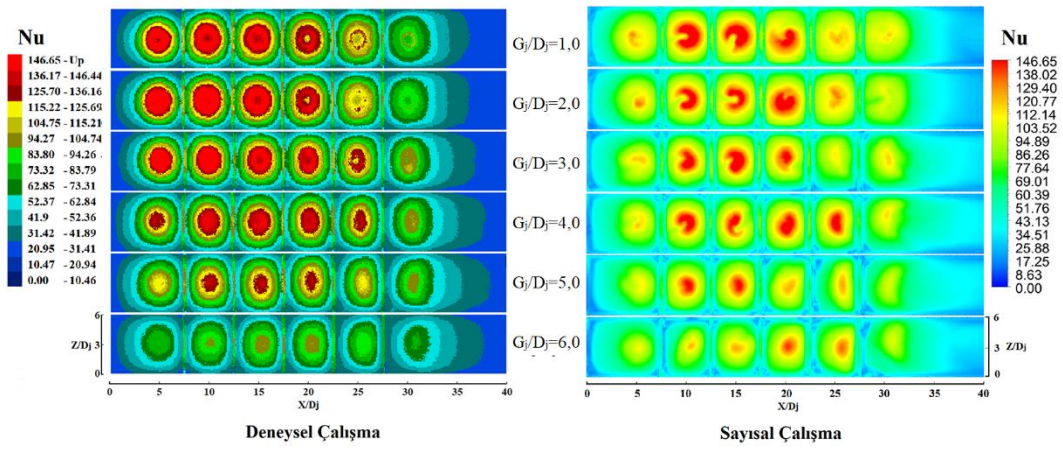 Nu
146.65 - Up
136.17 - 146.44
125.70 - 136.16
115.22 - 125.69
104.75 - 115.210
94.27 - 104.74
83.80 - 94.26
73.32 - 83.79
62.85 - 73.31
52.37 - 62.84
41.9 - 52.36
31.42 - 41.89
20.95 - 31.41
10.47 - 20.94
0.00 - 10.46
6
Z/Dj 3
0
0 5 10 15 20 25 30 35 40
X/Dj
Deneysel Çalışma
Gj/Dj=1,0
Gj/Dj=2,0
Gj/Dj=3,0
Gj/Dj=4,0
Gj/Dj=5,0
Gj/Dj=6,0
Nu
146.65
138.02
129.40
120.77
112.14
103.52
94.89
86.26
77.64
69.01
60.39
51.76
43.13
34.51
25.88
17.25
8.63
0.00
6
3 Z/Dj
0
0 5 10 15 20 25 30 35 40
X/Dj
Sayısal Çalışma